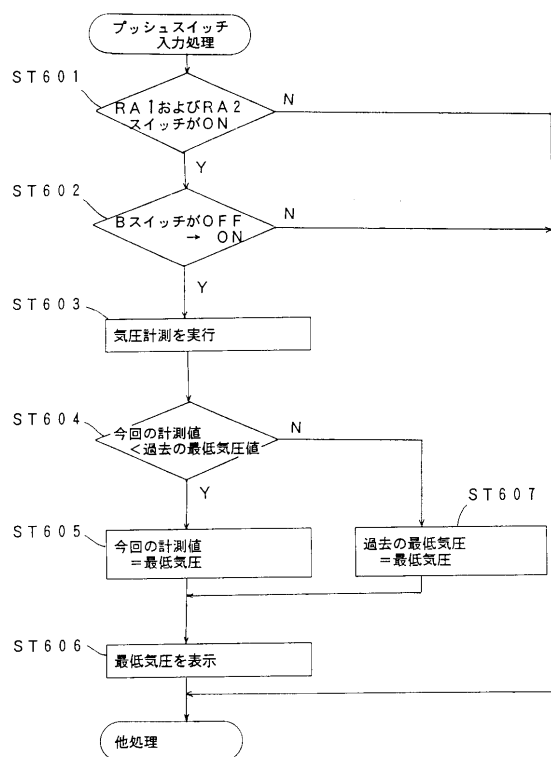 プッシュスイッチ
入力処理
ST601
RA1およびRA2
スイッチがON
N
Y
ST602
BスイッチがOFF
→ ON
N
Y
ST603
気圧計測を実行
ST604
今回の計測値
<過去の最低気圧値
N
Y
ST607
ST605
今回の計測値
=最低気圧
過去の最低気圧
=最低気圧
ST606
最低気圧を表示
他処理